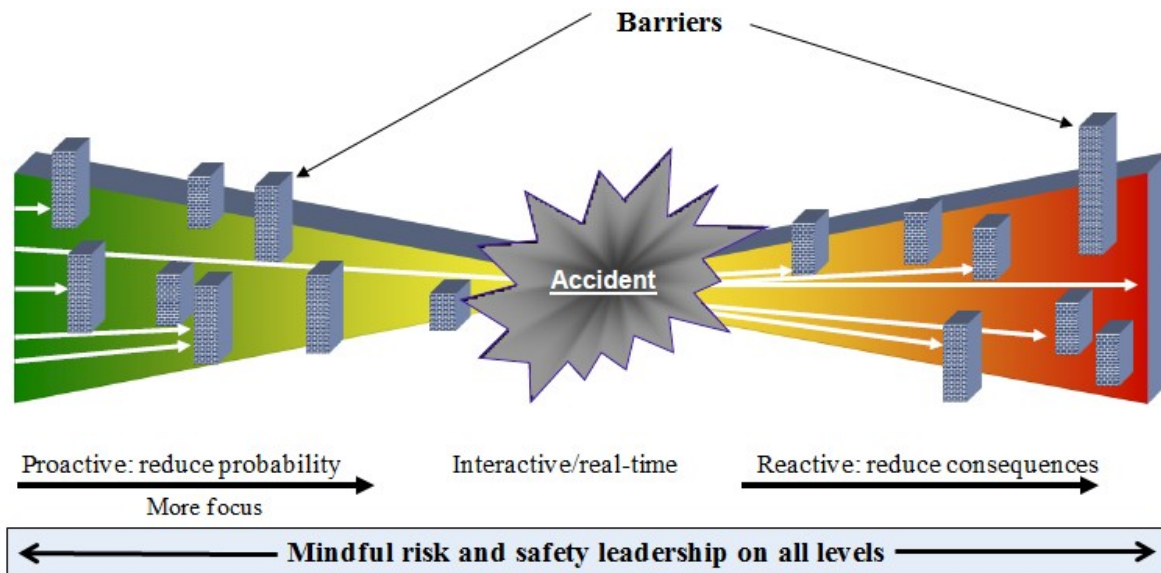 Barriers
Accident
Proactive: reduce probability
Interactive/real-time
Reactive: reduce consequences
More focus
Mindful risk and safety leadership on all levels